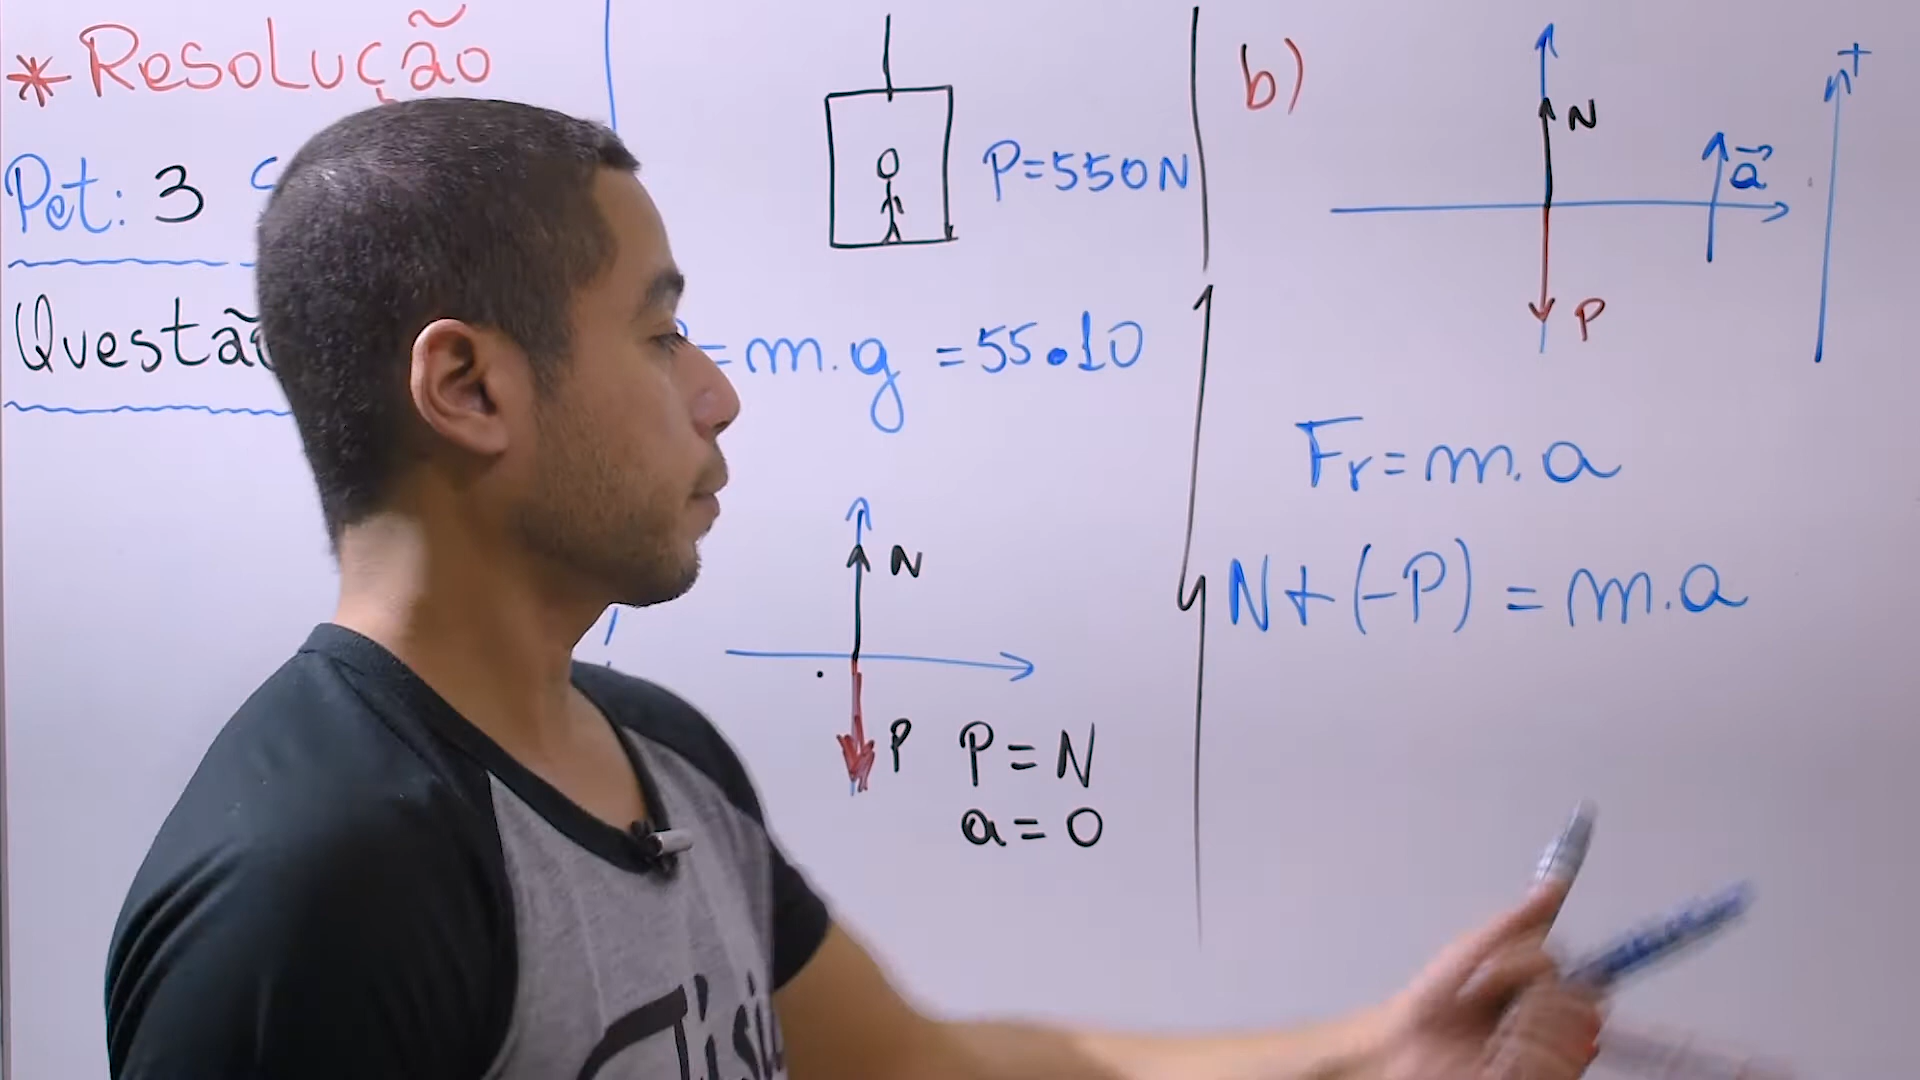 * Resolução
Pet: 3
Questão
P=550N
=m.g =55.10
N
P
P=N
a=0
b)
N
a
+
P
Fr=m.a
N+(-P)=m.a